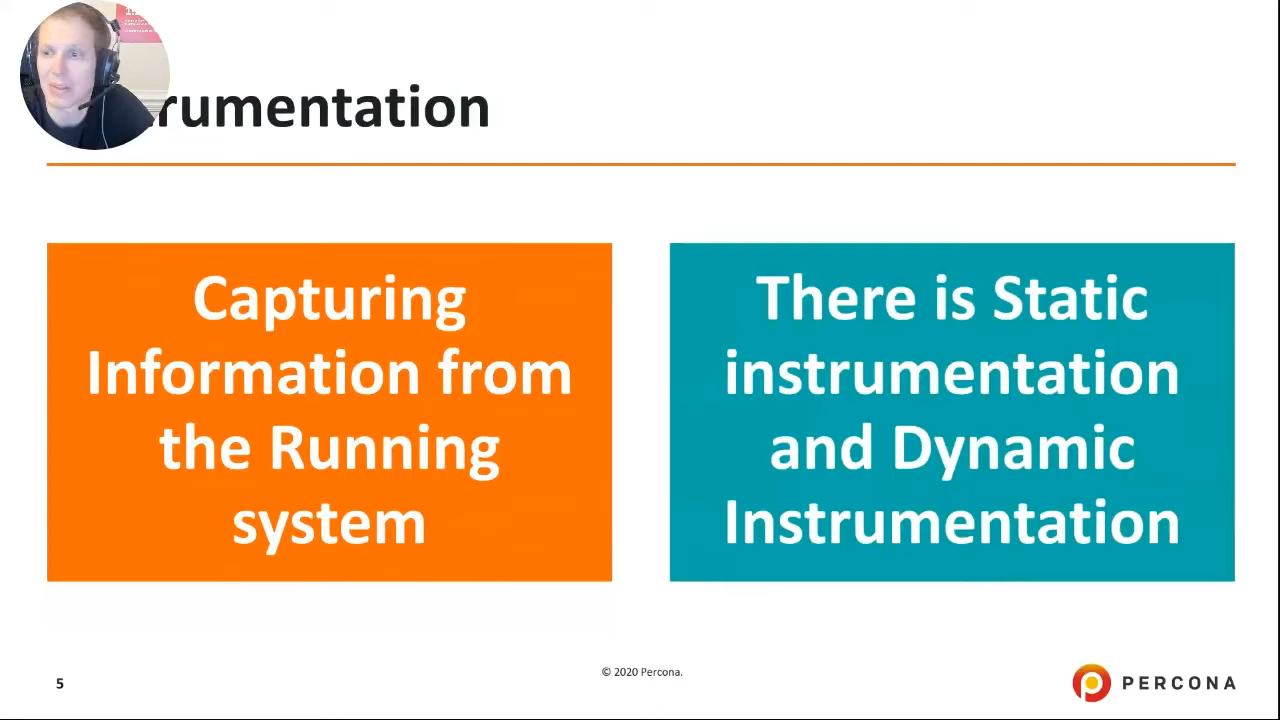 rumentation
Capturing
Information from
the Running
system
There is Static
instrumentation
and Dynamic
Instrumentation
© 2020 Percona.
5
PERCONA